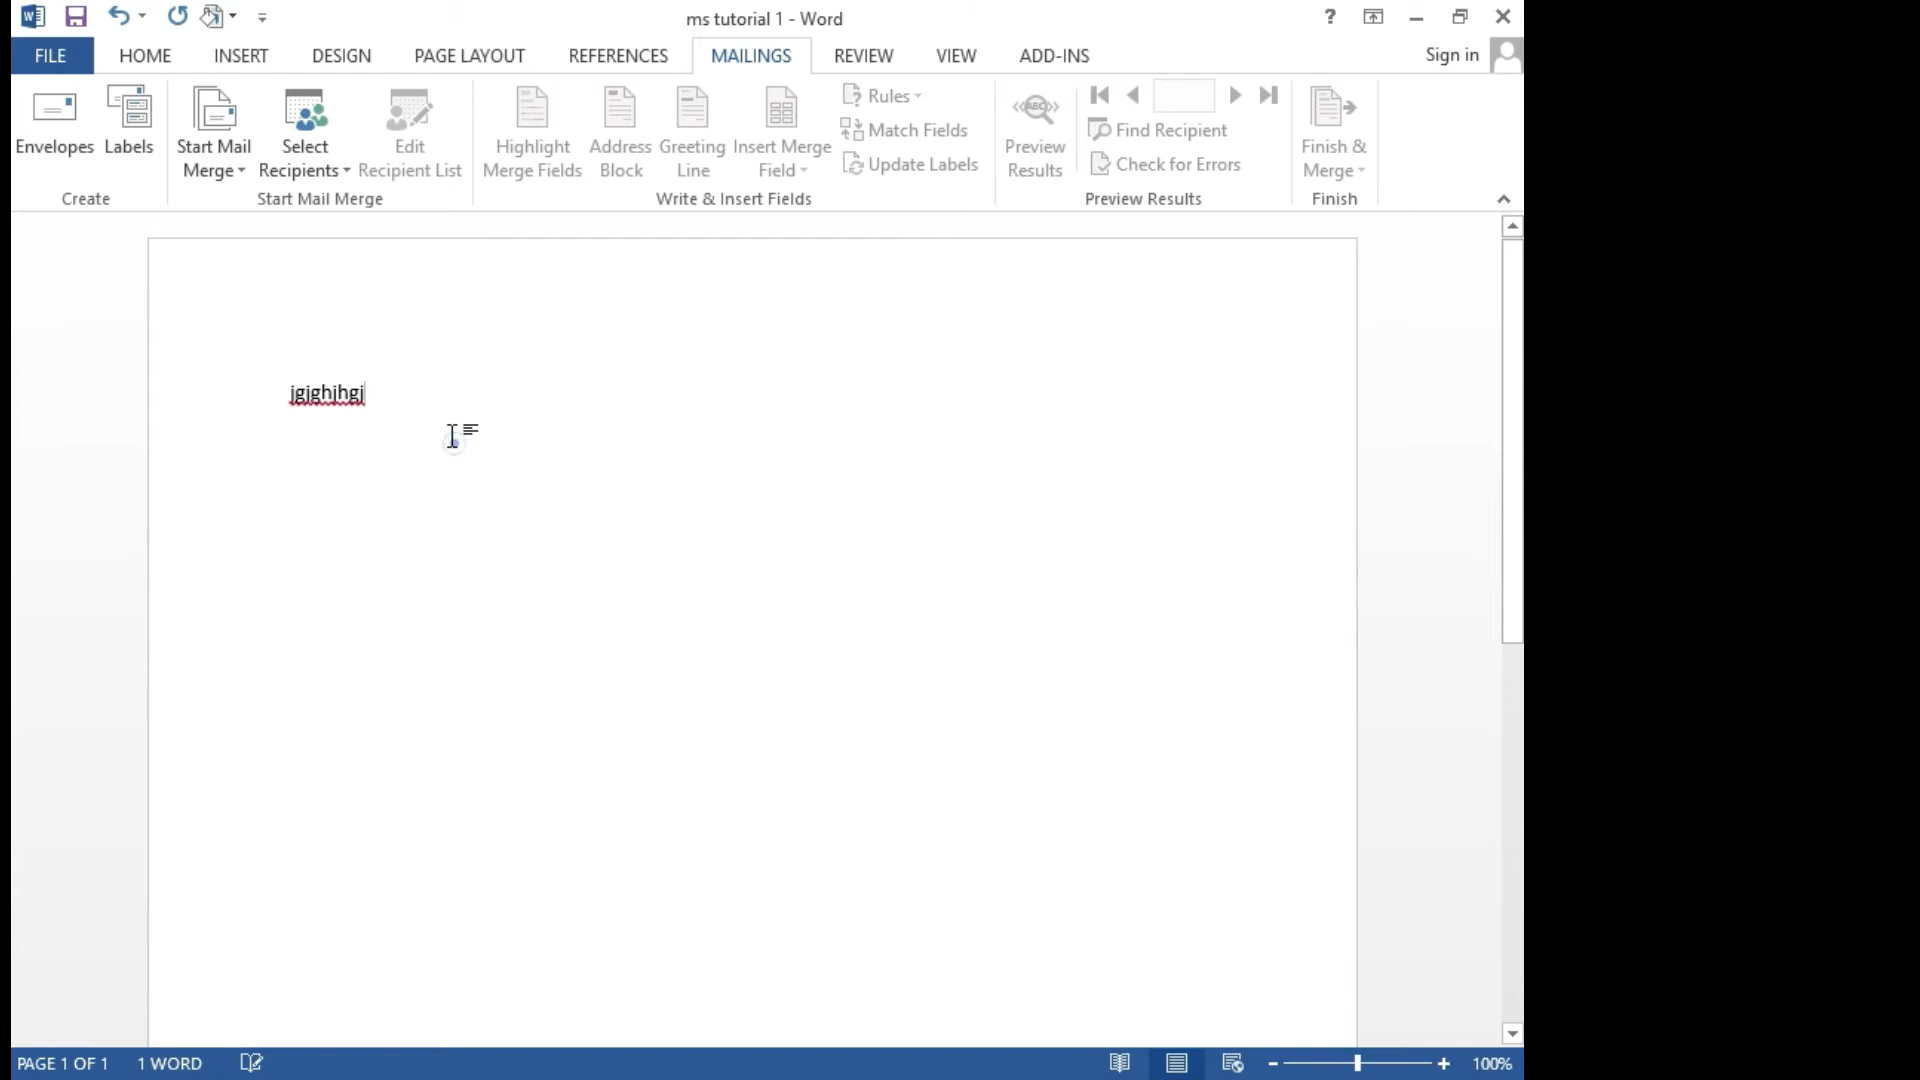 ms tutorial 1 - Word
?
FILE
HOME
INSERT
DESIGN
PAGE LAYOUT
REFERENCES
MAILINGS
REVIEW
VIEW
ADD-INS
Sign in
Envelopes
Labels
Start Mail
Merge
Select
Recipients
Edit
Recipient List
Highlight
Merge Fields
Address
Block
Greeting
Line
Insert Merge
Field
Rules
Match Fields
Update Labels
ABC
Preview
Results
Find Recipient
Check for Errors
Finish &
Merge
Create
Start Mail Merge
Write & Insert Fields
Preview Results
Finish
jgjghjhgj
PAGE 1 OF 1
1 WORD
100%